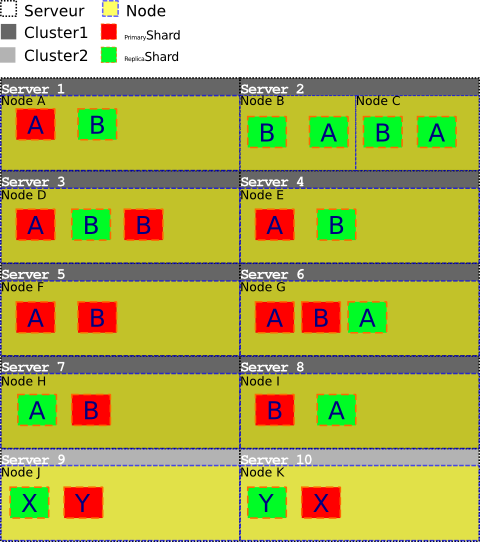 Serveur Node
Cluster1 PrimaryShard
Cluster2 ReplicaShard
Server 1 Server 2
Node A Node B Node C
A B B A B A
Server 3 Server 4
Node D Node E
A B B A B
Server 5 Server 6
Node F Node G
A B A B A
Server 7 Server 8
Node H Node I
A B B A
Server 9 Server 10
Node J Node K
X Y Y X